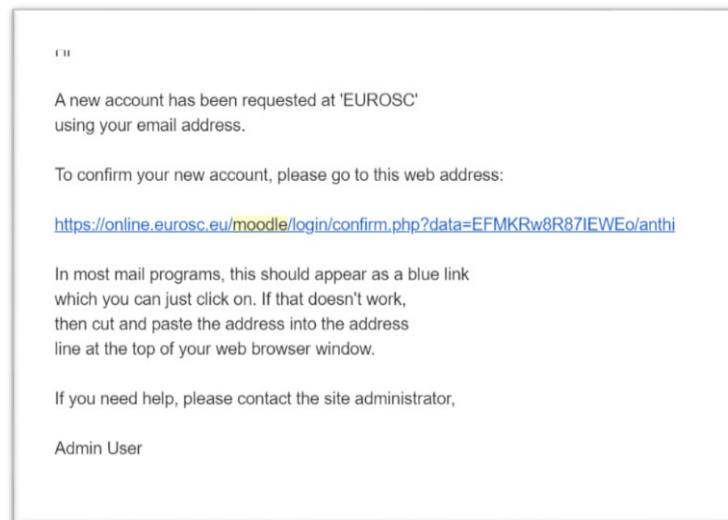 A new account has been requested at 'EUROSC'
using your email address.
To confirm your new account, please go to this web address:
https://online.eurosc.eu/moodle/login/confirm.php?data=EFMKRw8R87IEWEo/anthi
In most mail programs, this should appear as a blue link
which you can just click on. If that doesn't work,
then cut and paste the address into the address
line at the top of your web browser window.
If you need help, please contact the site administrator,
Admin User